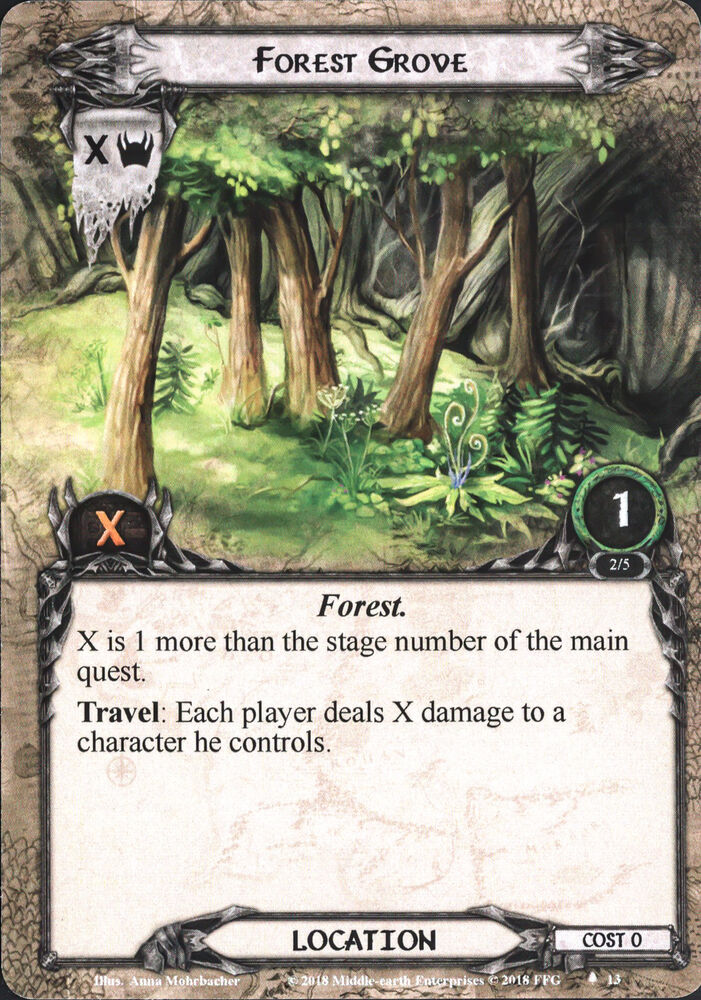 FOREST GROVE
X
X
1
2/5
Forest.
X is 1 more than the stage number of the main
quest.
Travel: Each player deals X damage to a
character he controls.
ROHAN
LOCATION
COST 0
Illus. Anna Mohrbacher © 2018 Middle-earth Enterprises © 2018 FFG 13